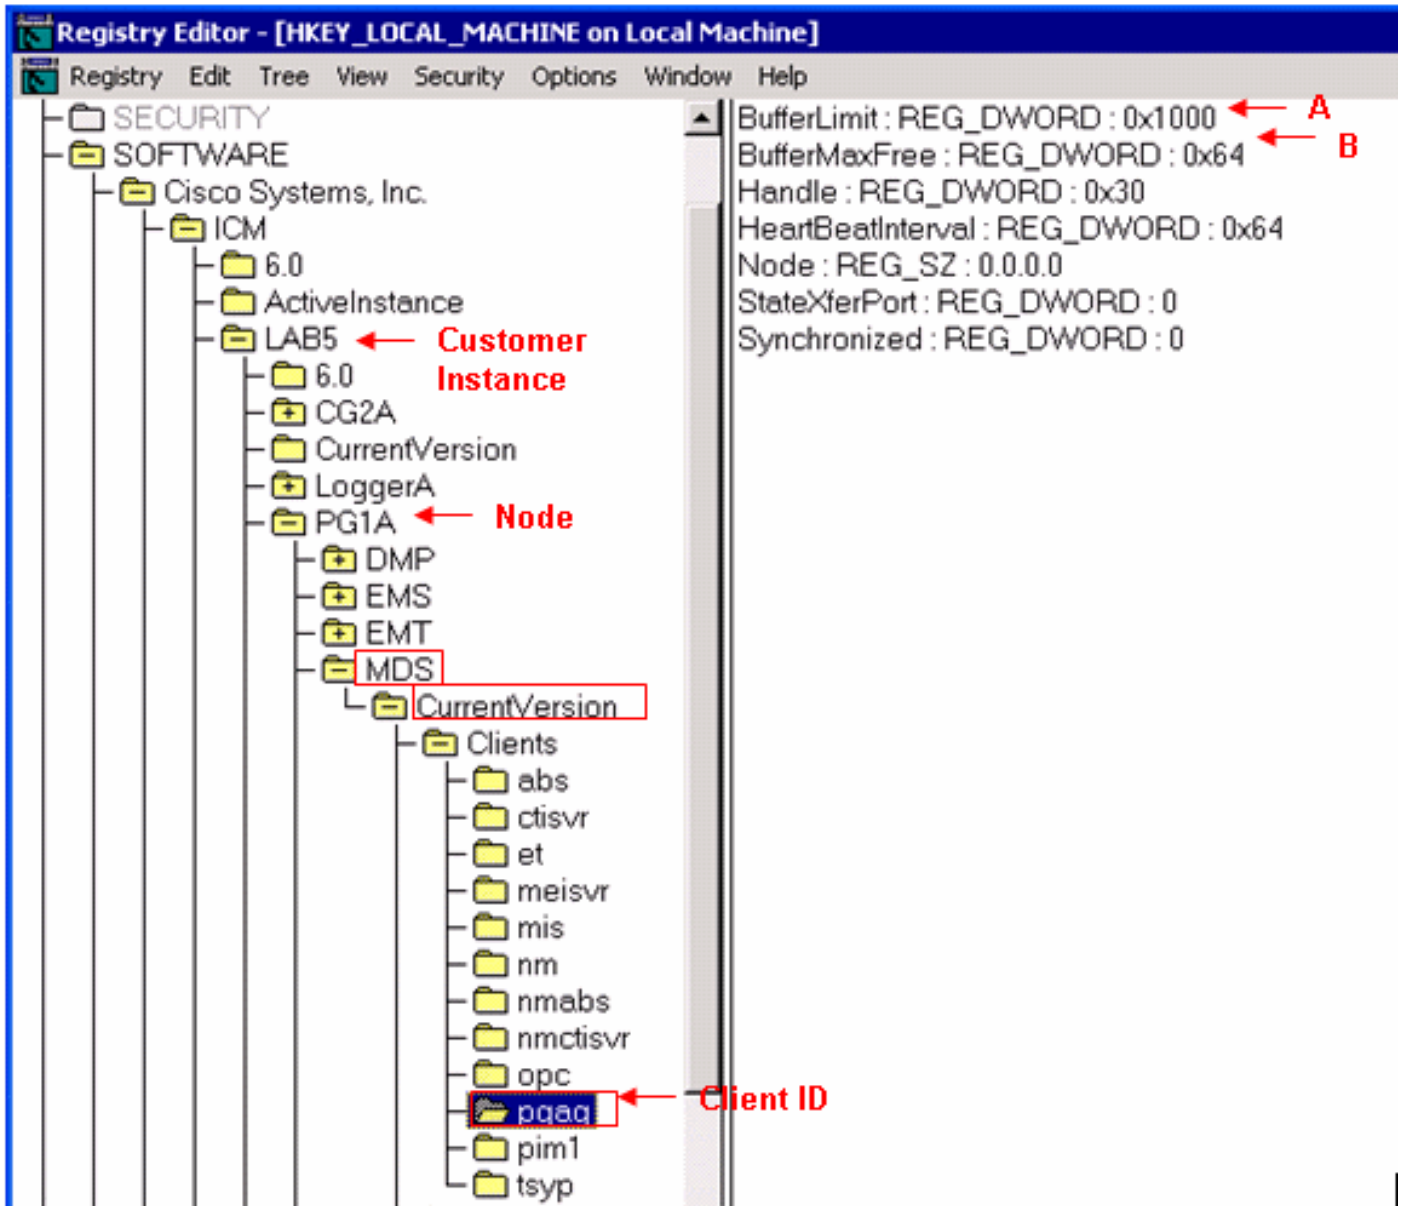 Registry Editor - [HKEY_LOCAL_MACHINE on Local Machine]
Registry Edit Tree View Security Options Window Help
SECURITY
SOFTWARE
Cisco Systems, Inc.
ICM
6.0
ActiveInstance
LAB5
Customer
Instance
6.0
CG2A
CurrentVersion
LoggerA
PG1A
Node
DMP
EMS
EMT
MDS
CurrentVersion
Clients
abs
ctisvr
et
meisvr
mis
nm
nmabs
nmctisvr
opc
pqaq
Client ID
pim1
tsyp
BufferLimit : REG_DWORD : 0x1000
A
BufferMaxFree : REG_DWORD : 0x64
B
Handle : REG_DWORD : 0x30
HeartBeatInterval : REG_DWORD : 0x64
Node : REG_SZ : 0.0.0.0
StateXferPort : REG_DWORD : 0
Synchronized : REG_DWORD : 0